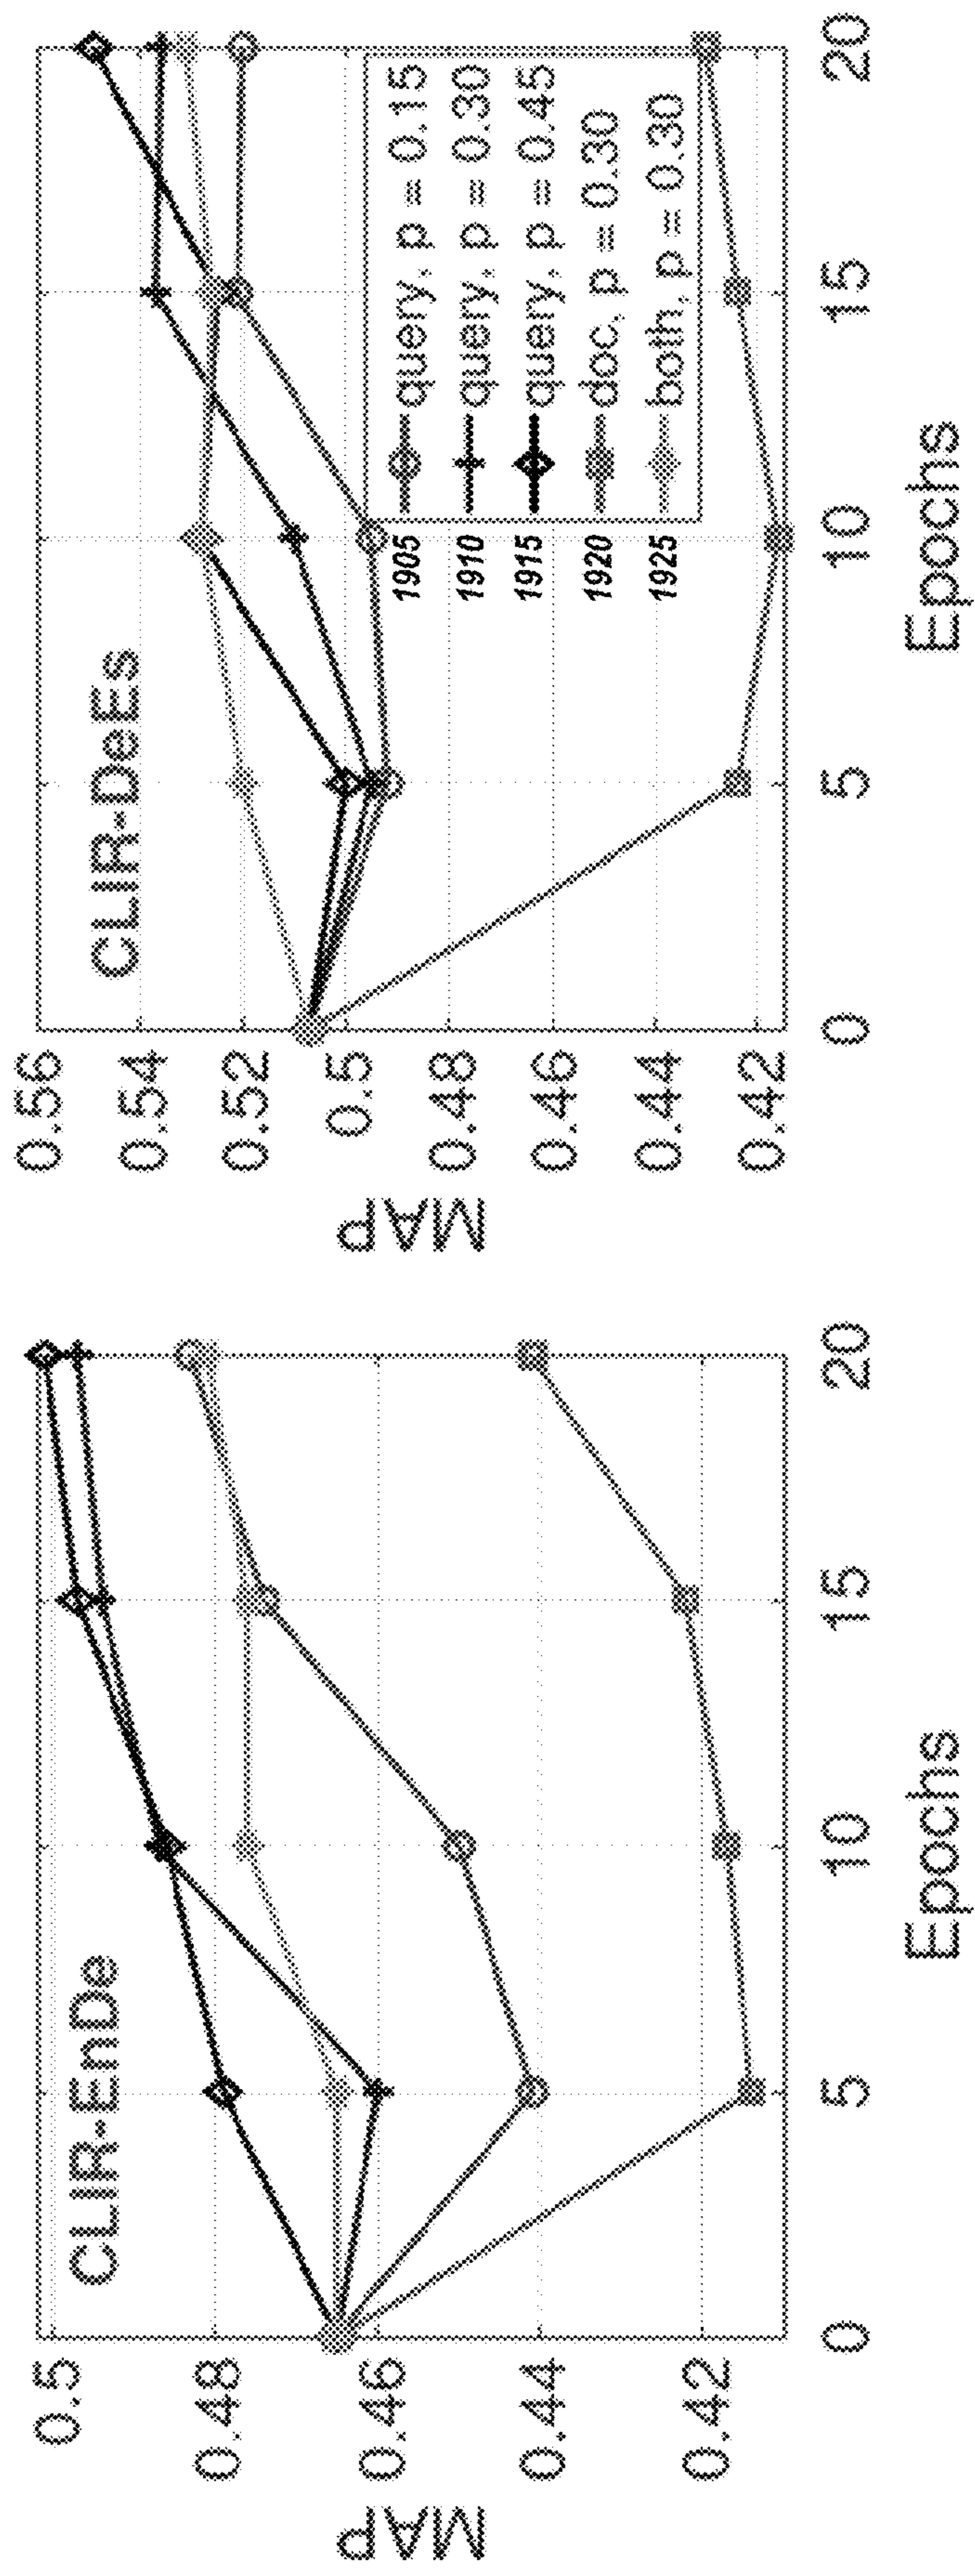 CLIR-EnDe
MAP
0.5
0.48
0.46
0.44
0.42
0 5 10 15 20
Epochs
CLIR-DeEs
MAP
0.56
0.54
0.52
0.5
0.48
0.46
0.44
0.42
1905 query, p = 0.15
1910 query, p = 0.30
1915 query, p = 0.45
1920 doc, p = 0.30
1925 both, p = 0.30
0 5 10 15 20
Epochs